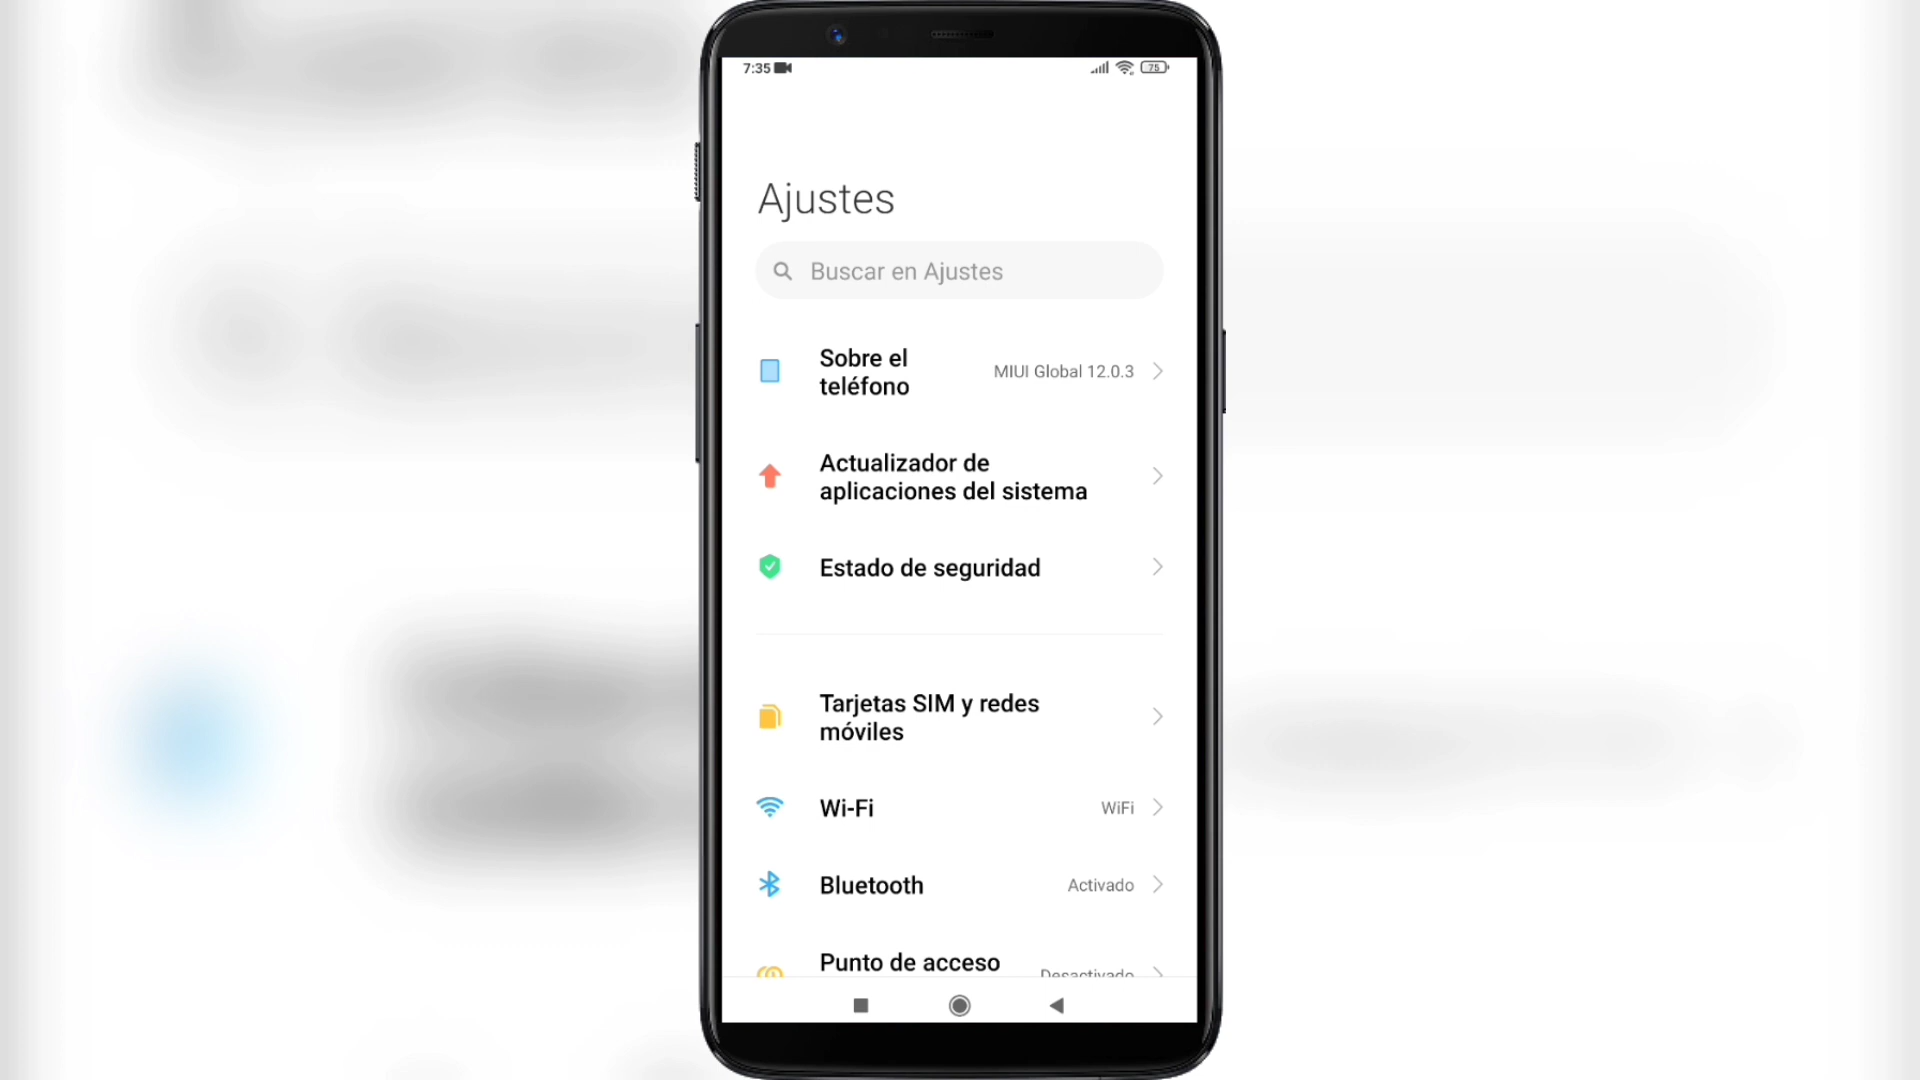 7:35
75
Ajustes
Buscar en Ajustes
Sobre el
teléfono
MIUI Global 12.0.3
Actualizador de
aplicaciones del sistema
Estado de seguridad
Tarjetas SIM y redes
móviles
Wi-Fi
WiFi
Bluetooth
Activado
Punto de acceso
Desactivado